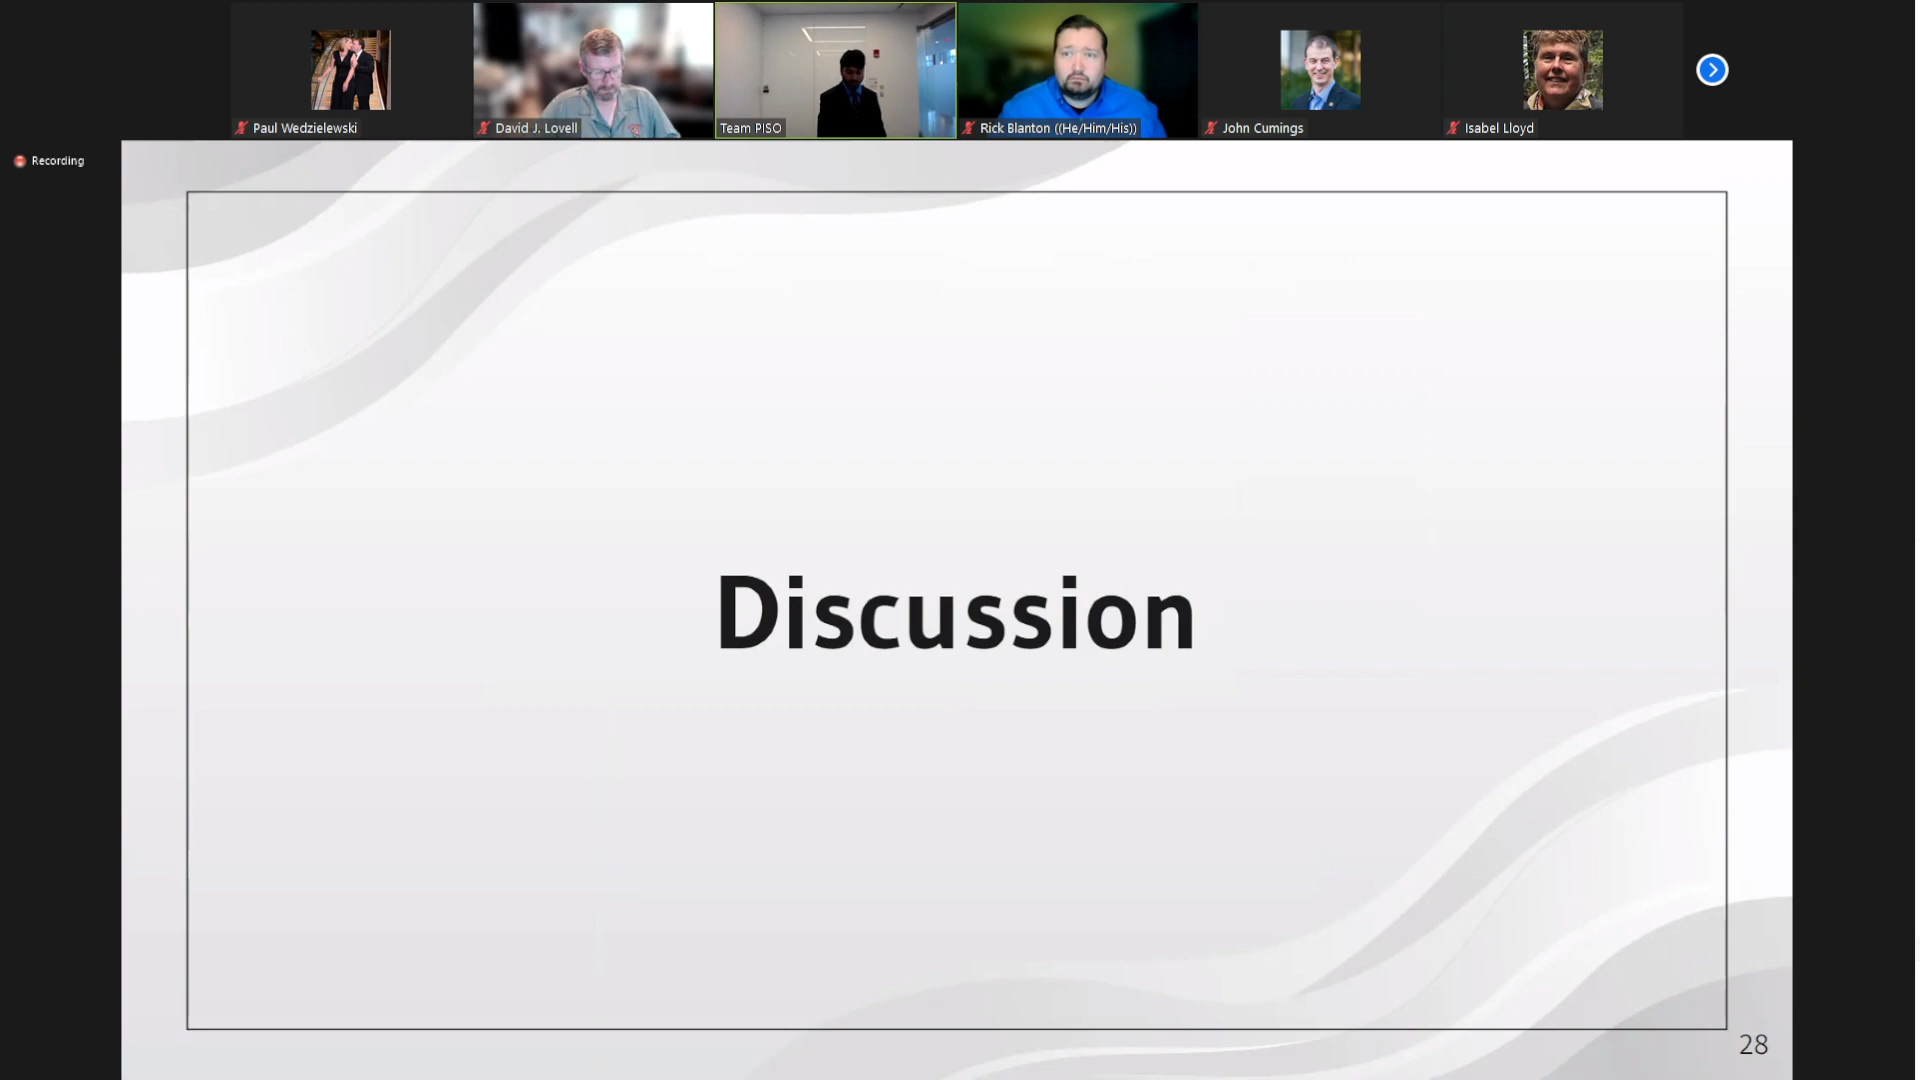 Paul Wedzielewski
David J. Lovell
Team PISO
Rick Blanton ((He/Him/His))
John Cumings
Isabel Lloyd
Recording
Discussion
28